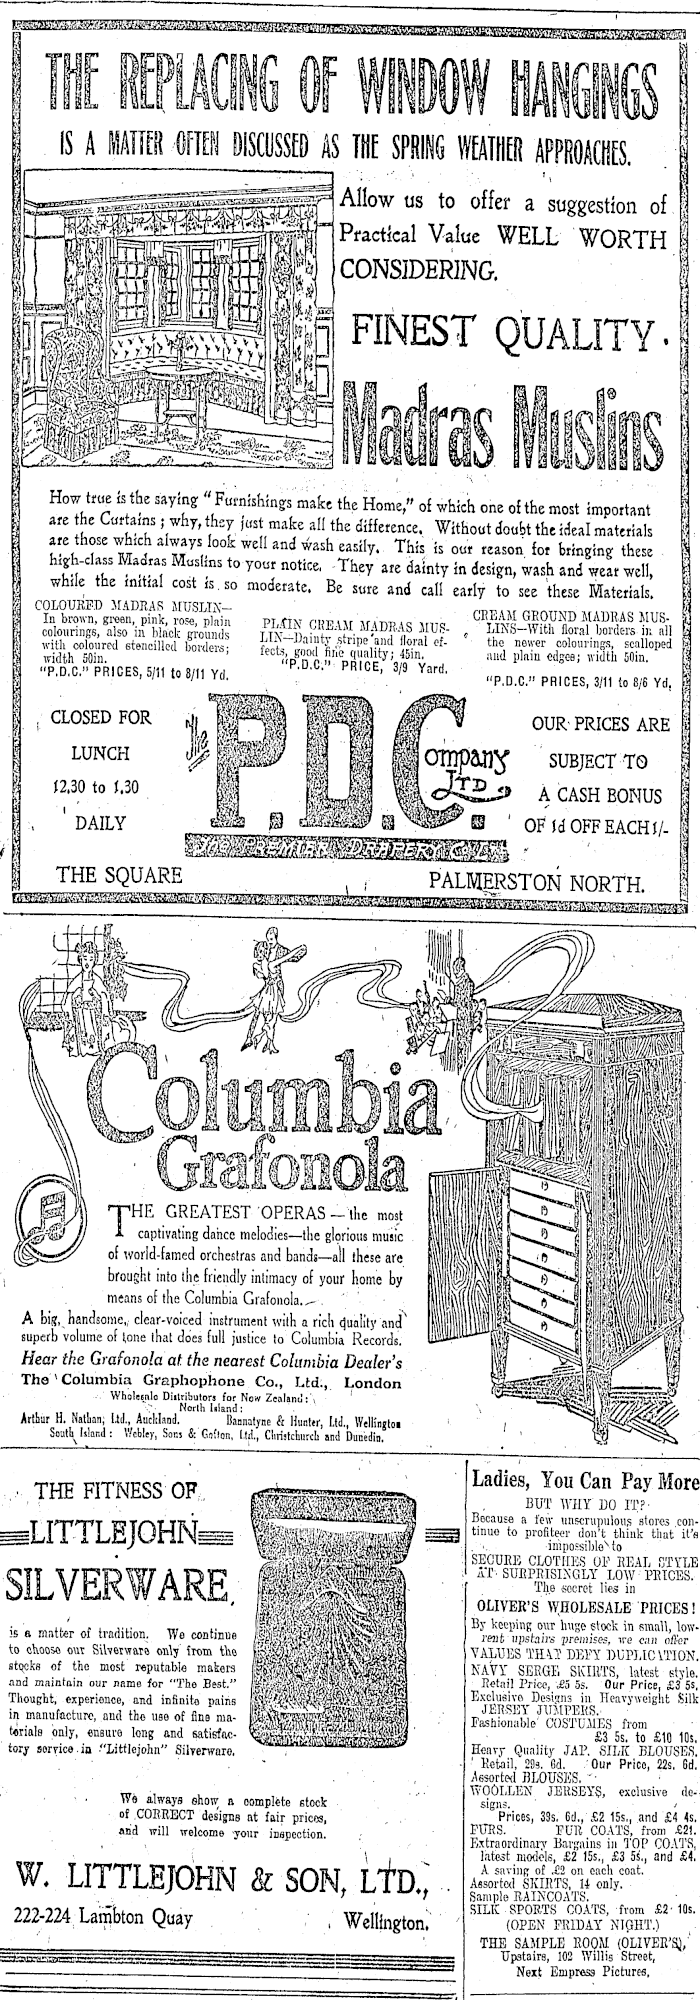 THE REPLACING OF WINDOW HANGINGS
IS A MATTER OFTEN DISCUSSED AS THE SPRING WEATHER APPROACHES.
Allow us to offer a suggestion of
Practical Value WELL WORTH
CONSIDERING.
FINEST QUALITY
Madras Muslins
How true is the saying "Furnishings make the Home," of which one of the most important
are the Curtains ; why, they just make all the difference. Without doubt the ideal materials
are those which always look well and wash easily. This is our reason for bringing these
high-class Madras Muslins to your notice. They are dainty in design, wash and wear well,
while the initial cost is so moderate. Be sure and call early to see these Materials.
COLOURED MADRAS MUSLIN—
In brown, green, pink, rose, plain
colourings, also in black grounds
with coloured stencilled borders;
width 50in.
"P.D.C." PRICES, 5/11 to 8/11 Yd.
PLAIN CREAM MADRAS MUS-
LIN—Dainty stripe and floral ef-
fects, good fine quality; 45in.
"P.D.C." PRICE, 3/9 Yard.
CREAM GROUND MADRAS MUS-
LINS—With floral borders in all
the newer colourings, scalloped
and plain edges; width 50in.
"P.D.C." PRICES, 3/11 to 8/6 Yd.
CLOSED FOR
LUNCH
12.30 to 1.30
DAILY
The P.D.C. Company LTD
The PREMIER DRAPERY Co Ltd
OUR PRICES ARE
SUBJECT TO
A CASH BONUS
OF 1d OFF EACH 1/-
THE SQUARE
PALMERSTON NORTH.
Columbia
Grafonola
THE GREATEST OPERAS — the most
captivating dance melodies—the glorious music
of world-famed orchestras and bands—all these are
brought into the friendly intimacy of your home by
means of the Columbia Grafonola.
A big, handsome, clear-voiced instrument with a rich quality and
superb volume of tone that does full justice to Columbia Records.
Hear the Grafonola at the nearest Columbia Dealer's
The Columbia Graphophone Co., Ltd., London
Wholesale Distributors for New Zealand:
North Island:
Arthur H. Nathan, Ltd., Auckland. Bannatyne & Hunter, Ltd., Wellington
South Island: Webley, Sons & Gofton, Ltd., Christchurch and Dunedin.
THE FITNESS OF
LITTLEJOHN
SILVERWARE,
is a matter of tradition. We continue
to choose our Silverware only from the
stocks of the most reputable makers
and maintain our name for "The Best."
Thought, experience, and infinite pains
in manufacture, and the use of fine ma-
terials only, ensure long and satisfac-
tory service in "Littlejohn" Silverware.
We always show a complete stock
of CORRECT designs at fair prices,
and will welcome your inspection.
W. LITTLEJOHN & SON, LTD.,
222-224 Lambton Quay Wellington.
Ladies, You Can Pay More
BUT WHY DO IT?
Because a few unscrupulous stores con-
tinue to profiteer don't think that it's
impossible to
SECURE CLOTHES OF REAL STYLE
AT SURPRISINGLY LOW PRICES.
The secret lies in
OLIVER'S WHOLESALE PRICES!
By keeping our huge stock in small, low-
rent upstairs premises, we can offer
VALUES THAT DEFY DUPLICATION.
NAVY SERGE SKIRTS, latest style.
Retail Price, £5 5s. Our Price, £3 5s.
Exclusive Designs in Heavyweight Silk
JERSEY JUMPERS.
Fashionable COSTUMES from
£3 5s. to £10 10s.
Heavy Quality JAP. SILK BLOUSES.
Retail, 29s. 6d. Our Price, 22s. 6d.
Assorted BLOUSES.
WOOLLEN JERSEYS, exclusive de-
signs.
Prices, 39s. 6d., £2 15s., and £4 4s.
FURS. FUR COATS, from £21.
Extraordinary Bargains in TOP COATS,
latest models, £2 15s., £3 5s., and £4.
A saving of £2 on each coat.
Assorted SKIRTS, 14 only.
Sample RAINCOATS.
SILK SPORTS COATS, from £2 10s.
(OPEN FRIDAY NIGHT.)
THE SAMPLE ROOM (OLIVER'S),
Upstairs, 102 Willis Street,
Next Empress Pictures.